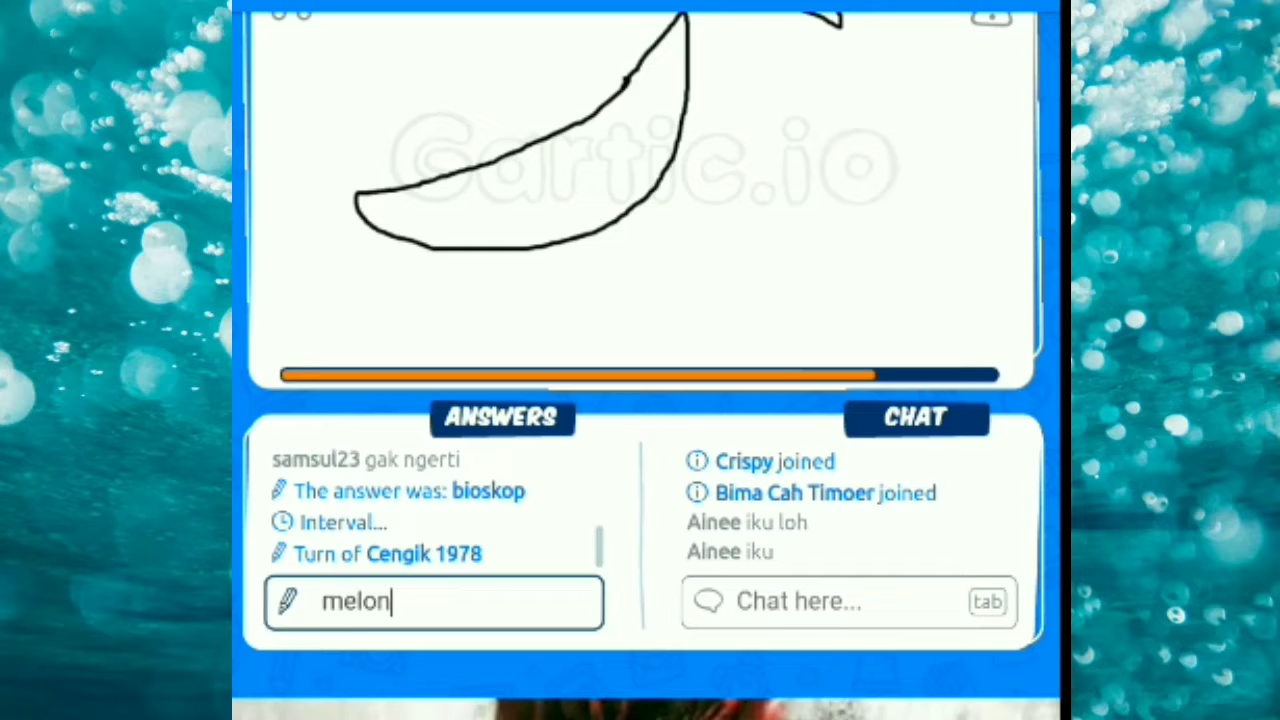 Gartic.io
ANSWERS
CHAT
samsul23 gak ngerti
The answer was: bioskop
Interval...
Turn of Cengik 1978
melon
Crispy joined
Bima Cah Timoer joined
Ainee iku loh
Ainee iku
Chat here...
tab